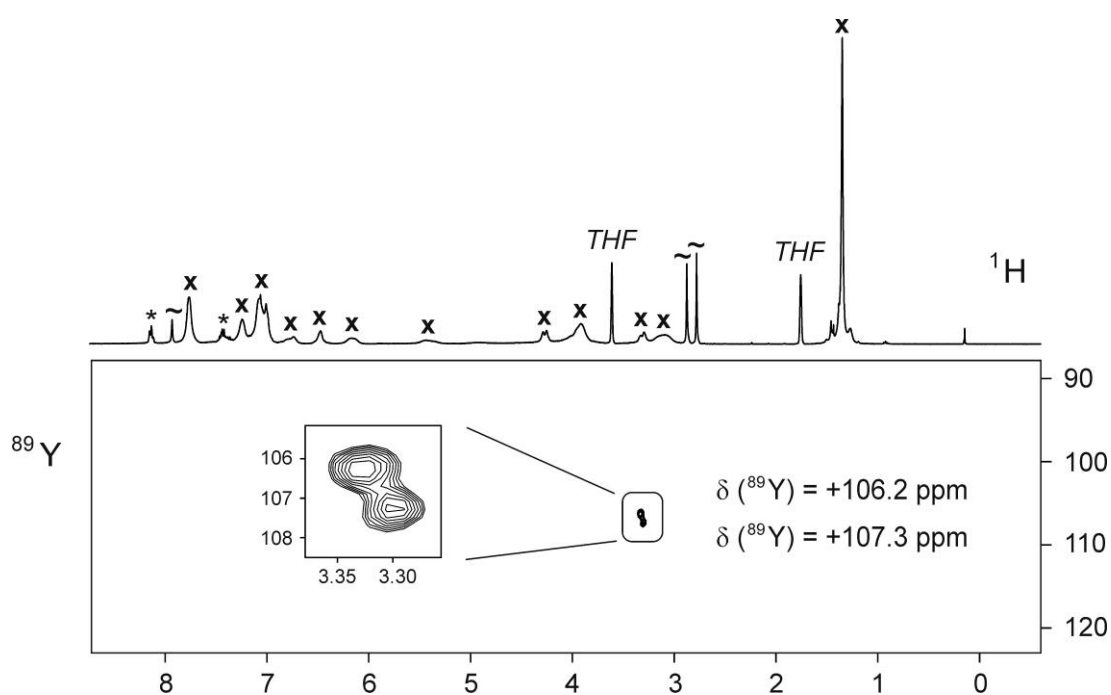 x
THF
~
~
THF
¹H
*
~
x
*
x
x
x
x
x
x
x
x
x
x
90
⁸⁹Y
106
107
108
3.35 3.30
100
δ (⁸⁹Y) = +106.2 ppm
δ (⁸⁹Y) = +107.3 ppm
110
120
8 7 6 5 4 3 2 1 0